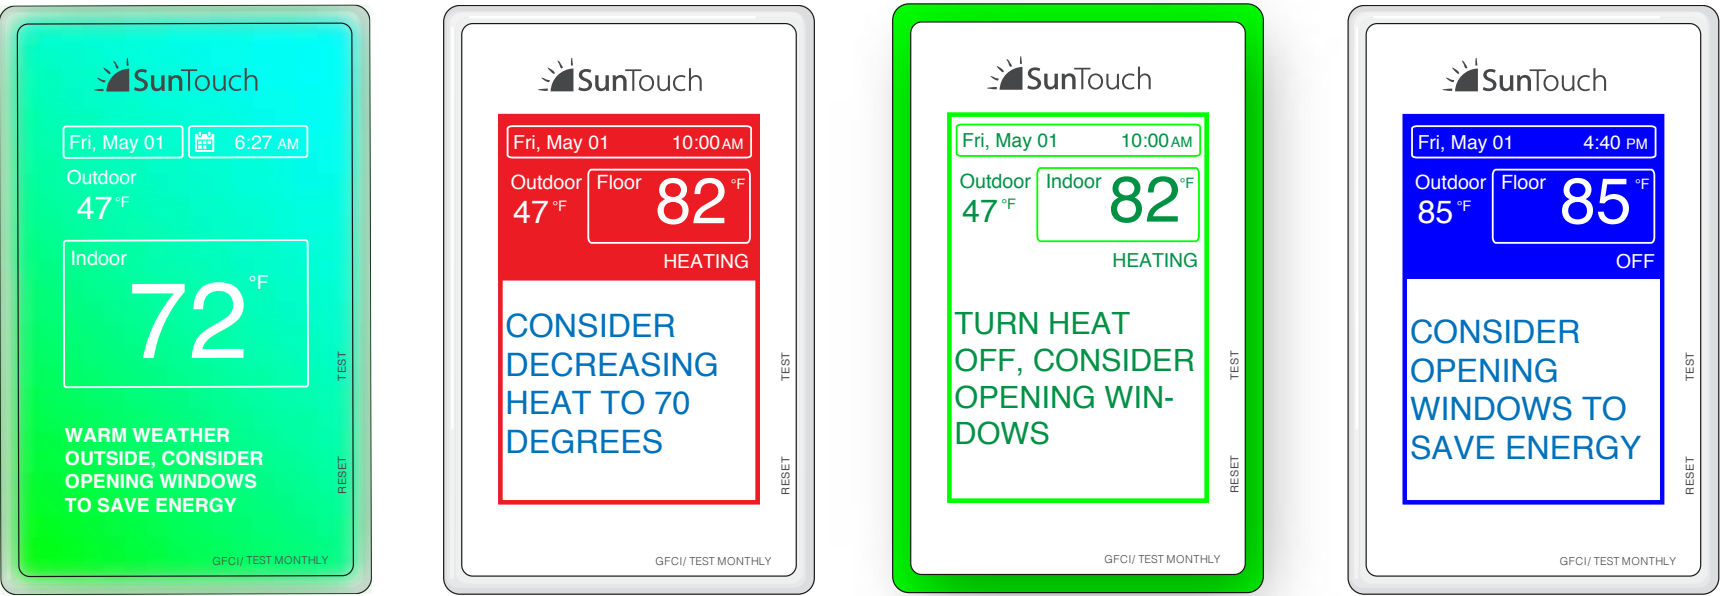 SunTouch
Fri, May 01 6:27 AM
Outdoor
47 °F
Indoor
72 °F
WARM WEATHER
OUTSIDE, CONSIDER
OPENING WINDOWS
TO SAVE ENERGY
TEST
RESET
GFCI/ TEST MONTHLY
SunTouch
Fri, May 01 10:00 AM
Outdoor Floor 82 °F
47 °F
HEATING
CONSIDER
DECREASING
HEAT TO 70
DEGREES
TEST
RESET
GFCI/ TEST MONTHLY
SunTouch
Fri, May 01 10:00 AM
Outdoor Indoor 82 °F
47 °F
HEATING
TURN HEAT
OFF, CONSIDER
OPENING WIN-
DOWS
TEST
RESET
GFCI/ TEST MONTHLY
SunTouch
Fri, May 01 4:40 PM
Outdoor Floor 85 °F
85 °F
OFF
CONSIDER
OPENING
WINDOWS TO
SAVE ENERGY
TEST
RESET
GFCI/ TEST MONTHLY